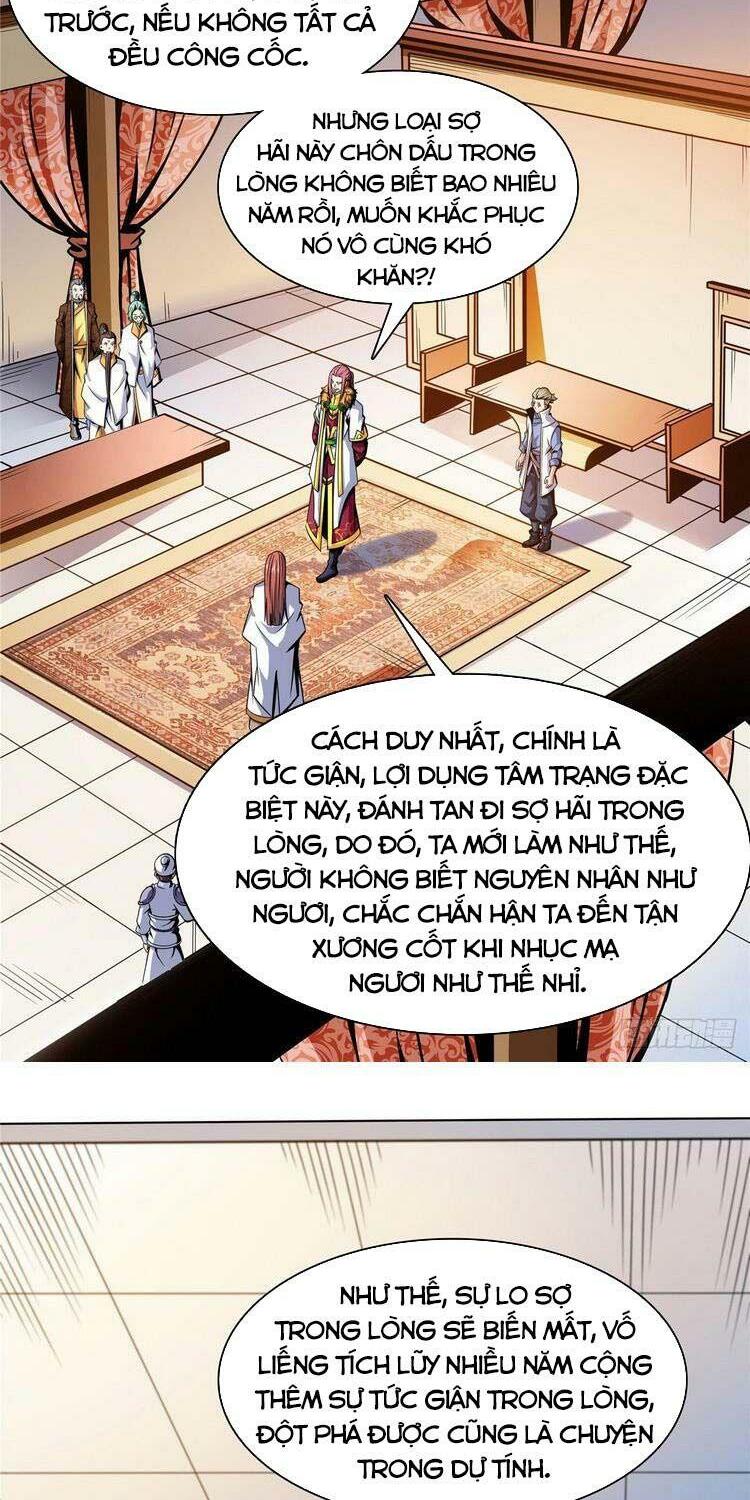 TRƯỚC, NẾU KHÔNG TẤT CẢ
ĐỀU CÔNG CỐC.
NHƯNG LOẠI SỢ
HÃI NÀY CHÔN DẤU TRONG
LÒNG KHÔNG BIẾT BAO NHIÊU
NĂM RỒI, MUỐN KHẮC PHỤC
NÓ VÔ CÙNG KHÓ
KHĂN?!
CÁCH DUY NHẤT, CHÍNH LÀ
TỨC GIẬN, LỢI DỤNG TÂM TRẠNG ĐẶC
BIỆT NÀY, ĐÁNH TAN ĐI SỢ HÃI TRONG
LÒNG, DO ĐÓ, TA MỚI LÀM NHƯ THẾ,
NGƯỜI KHÔNG BIẾT NGUYÊN NHÂN NHƯ
NGƯƠI, CHẮC CHẮN HẬN TA ĐẾN TẬN
XƯƠNG CỐT KHI NHỤC MẠ
NGƯƠI NHƯ THẾ NHỈ.
NHƯ THẾ, SỰ LO SỢ
TRONG LÒNG SẼ BIẾN MẤT, VỐ
LIẾNG TÍCH LŨY NHIỀU NĂM CỘNG
THÊM SỰ TỨC GIẬN TRONG LÒNG,
ĐỘT PHÁ ĐƯỢC CŨNG LÀ CHUYỆN
TRONG DỰ TÍNH.